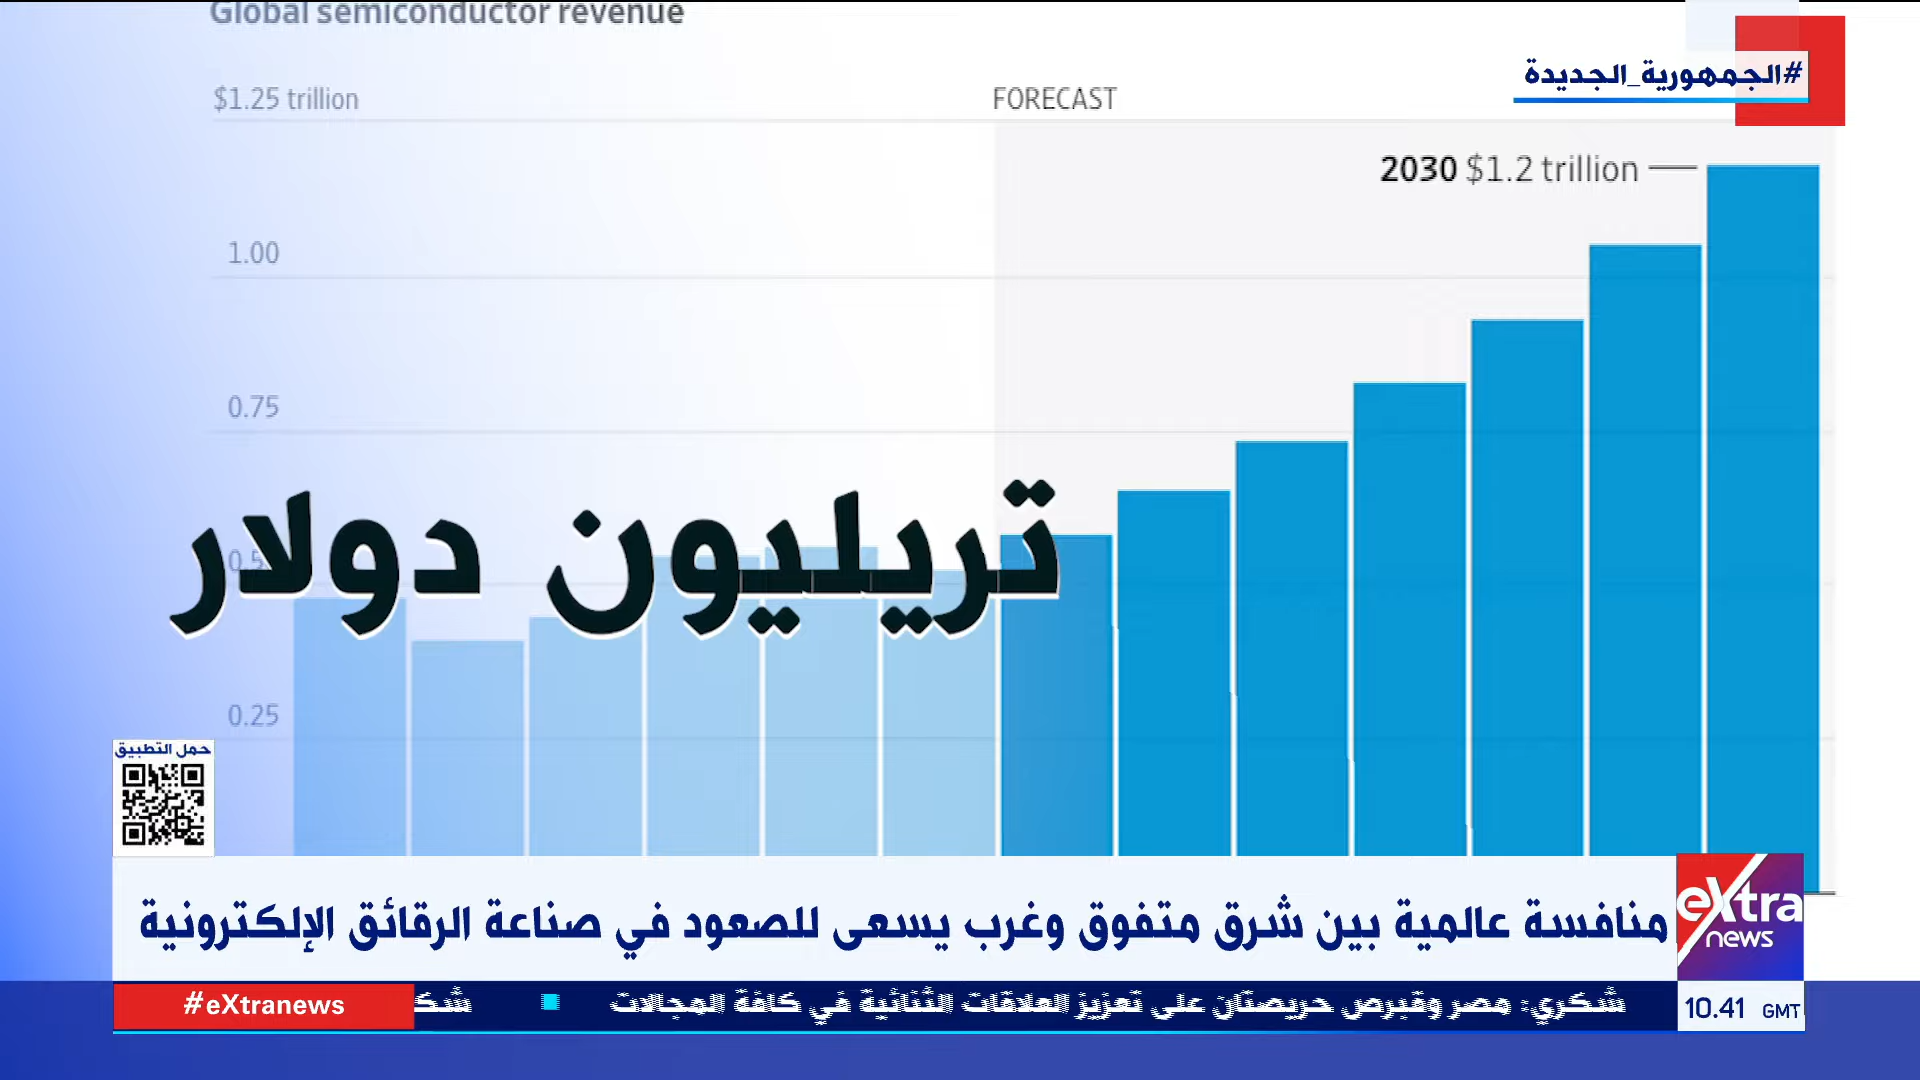 Global semiconductor revenue
#الجمهورية_الجديدة
$1.25 trillion
FORECAST
2030 $1.2 trillion
1.00
0.75
تريليون دولار
0.25
حمل التطبيق
منافسة عالمية بين شرق متفوق وغرب يسعى للصعود في صناعة الرقائق الإلكترونية
eXtra
news
شكري: مصر وقبرص حريصتان على تعزيز العلاقات الثنائية في كافة المجالات
شك
#eXtranews
10.41 GMT